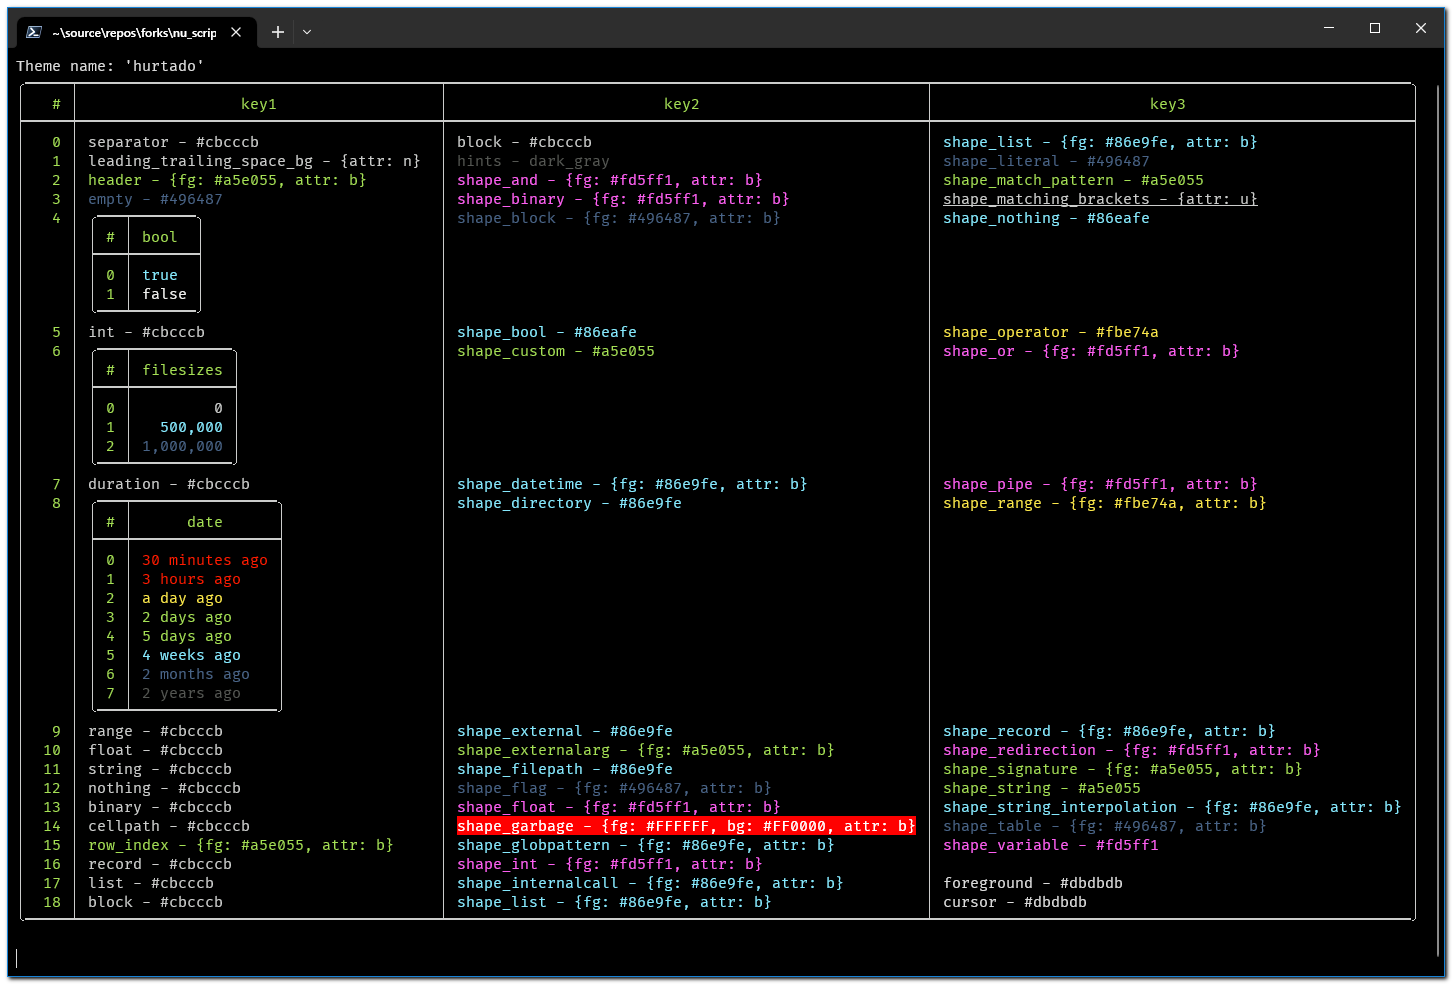 ~\source\repos\forks\nu_scrip
Theme name: 'hurtado'
# key1 key2 key3
0 separator - #cbcccb block - #cbcccb shape_list - {fg: #86e9fe, attr: b}
1 leading_trailing_space_bg - {attr: n} hints - dark_gray shape_literal - #496487
2 header - {fg: #a5e055, attr: b} shape_and - {fg: #fd5ff1, attr: b} shape_match_pattern - #a5e055
3 empty - #496487 shape_binary - {fg: #fd5ff1, attr: b} shape_matching_brackets - {attr: u}
4 shape_block - {fg: #496487, attr: b} shape_nothing - #86eafe
# bool
0 true
1 false
5 int - #cbcccb shape_bool - #86eafe shape_operator - #fbe74a
6 shape_custom - #a5e055 shape_or - {fg: #fd5ff1, attr: b}
# filesizes
0 0
1 500,000
2 1,000,000
7 duration - #cbcccb shape_datetime - {fg: #86e9fe, attr: b} shape_pipe - {fg: #fd5ff1, attr: b}
8 shape_directory - #86e9fe shape_range - {fg: #fbe74a, attr: b}
# date
0 30 minutes ago
1 3 hours ago
2 a day ago
3 2 days ago
4 5 days ago
5 4 weeks ago
6 2 months ago
7 2 years ago
9 range - #cbcccb shape_external - #86e9fe shape_record - {fg: #86e9fe, attr: b}
10 float - #cbcccb shape_externalarg - {fg: #a5e055, attr: b} shape_redirection - {fg: #fd5ff1, attr: b}
11 string - #cbcccb shape_filepath - #86e9fe shape_signature - {fg: #a5e055, attr: b}
12 nothing - #cbcccb shape_flag - {fg: #496487, attr: b} shape_string - #a5e055
13 binary - #cbcccb shape_float - {fg: #fd5ff1, attr: b} shape_string_interpolation - {fg: #86e9fe, attr: b}
14 cellpath - #cbcccb shape_garbage - {fg: #FFFFFF, bg: #FF0000, attr: b} shape_table - {fg: #496487, attr: b}
15 row_index - {fg: #a5e055, attr: b} shape_globpattern - {fg: #86e9fe, attr: b} shape_variable - #fd5ff1
16 record - #cbcccb shape_int - {fg: #fd5ff1, attr: b}
17 list - #cbcccb shape_internalcall - {fg: #86e9fe, attr: b} foreground - #dbdbdb
18 block - #cbcccb shape_list - {fg: #86e9fe, attr: b} cursor - #dbdbdb